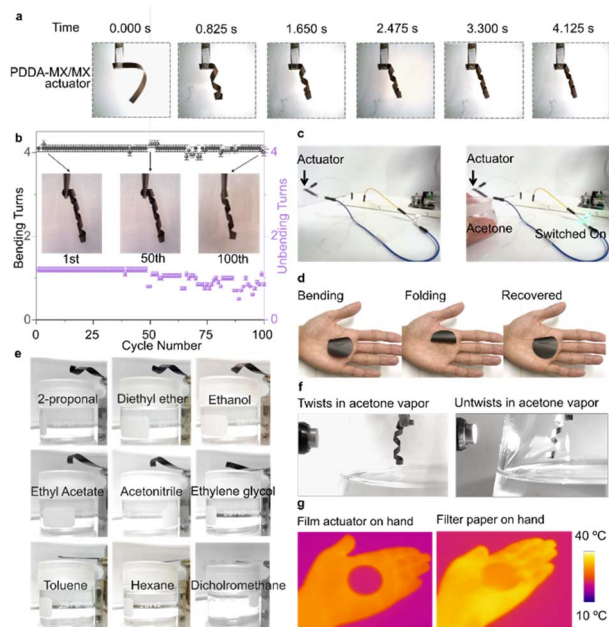 a
Time
0.000 s
0.825 s
1.650 s
2.475 s
3.300 s
4.125 s
PDDA-MX/MX
actuator
b
Bending Turns
4
2
0
Unbending Turns
4
2
0
1st
50th
100th
0
25
50
75
100
Cycle Number
c
Actuator
Actuator
Acetone
Switched On
d
Bending
Folding
Recovered
e
2-proponal
Diethyl ether
Ethanol
Ethyl Acetate
Acetonitrile
Ethylene glycol
Toluene
Hexane
Dicholromethane
f
Twists in acetone vapor
Untwists in acetone vapor
g
Film actuator on hand
Filter paper on hand
40 ºC
10 ºC